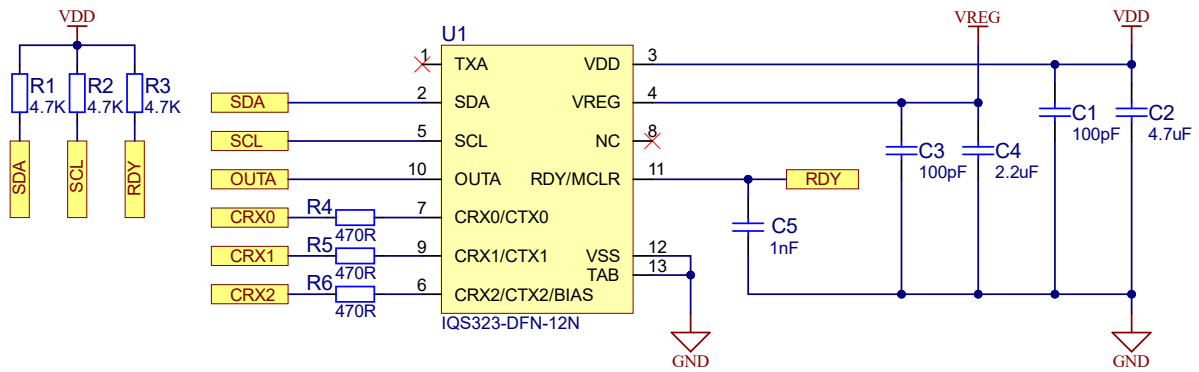 VDD
R1
4.7K
R2
4.7K
R3
4.7K
SDA
SCL
RDY
SDA
SCL
OUTA
CRX0
CRX1
CRX2
R4
470R
R5
470R
R6
470R
U1
1 TXA
2 SDA
5 SCL
10 OUTA
7 CRX0/CTX0
9 CRX1/CTX1
6 CRX2/CTX2/BIAS
VDD 3
VREG 4
NC 8
RDY/MCLR 11
VSS 12
TAB 13
IQS323-DFN-12N
RDY
C5
1nF
GND
VREG
VDD
C3
100pF
C4
2.2uF
C1
100pF
C2
4.7uF
GND